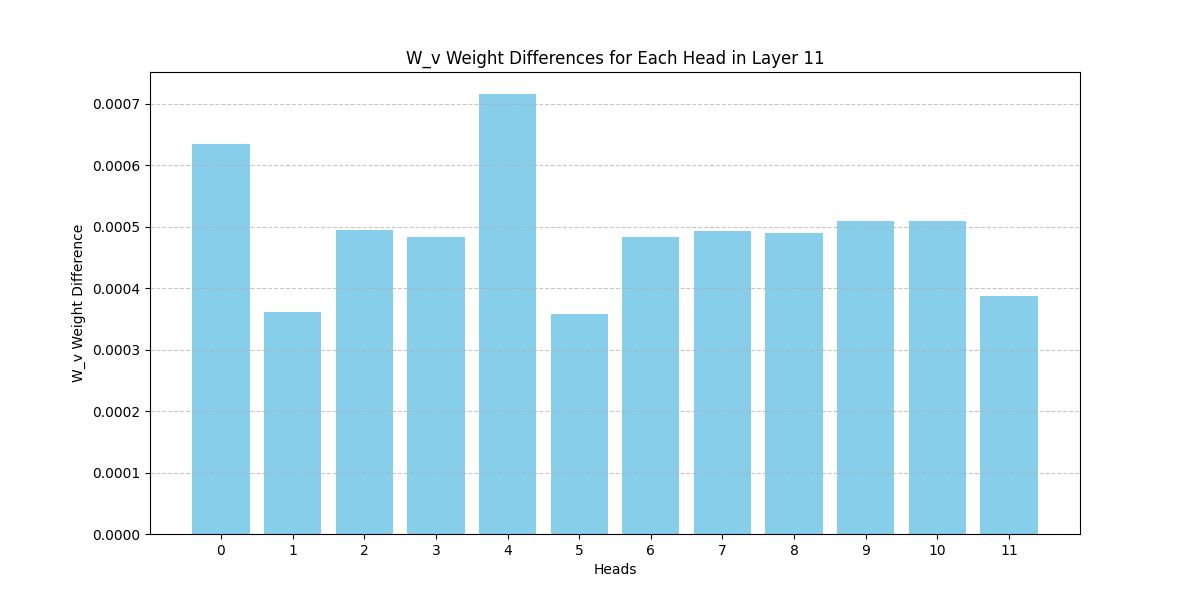 W_v Weight Differences for Each Head in Layer 11
W_v Weight Difference
0.0007
0.0006
0.0005
0.0004
0.0003
0.0002
0.0001
0.0000
0 1 2 3 4 5 6 7 8 9 10 11
Heads